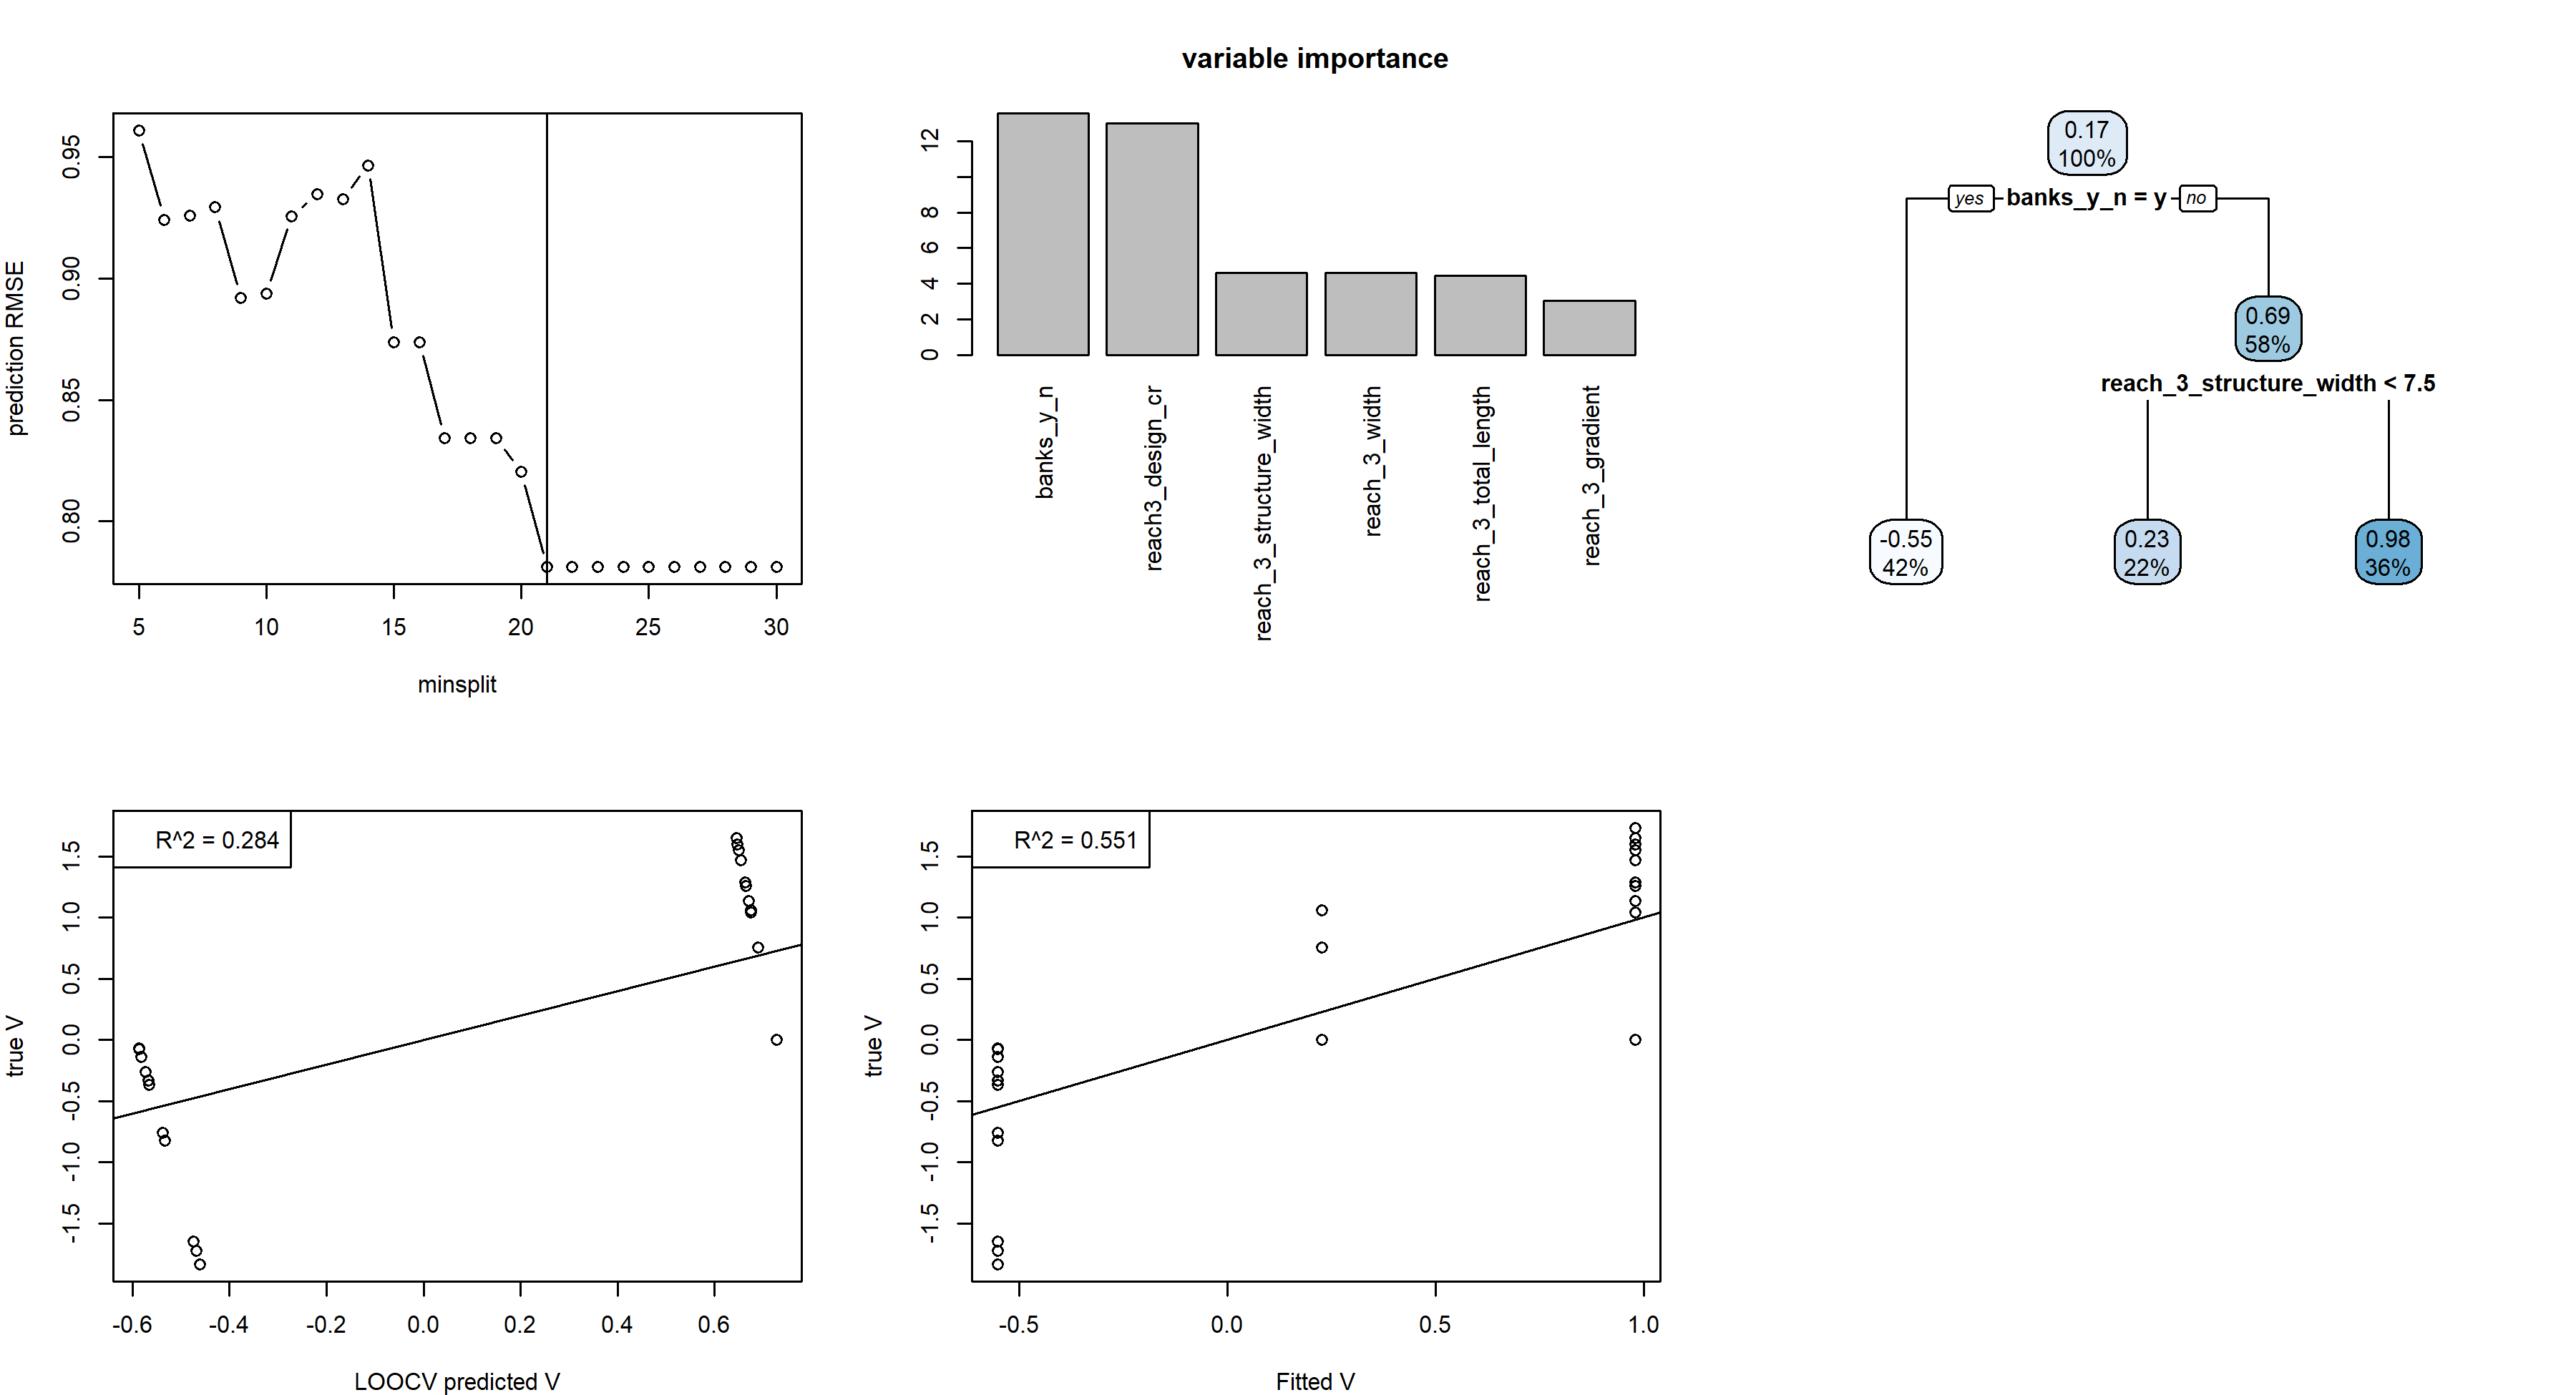 0.95
0.90
0.85
0.80
prediction RMSE
5 10 15 20 25 30
minsplit
variable importance
12
8
6
4
2
0
banks_y_n
reach3_design_cr
reach_3_structure_width
reach_3_width
reach_3_total_length
reach_3_gradient
0.17
100%
yes banks_y_n = y no
0.69
58%
reach_3_structure_width < 7.5
-0.55
42%
0.23
22%
0.98
36%
R^2 = 0.284
1.5
1.0
0.5
0.0
-0.5
-1.0
-1.5
true V
-0.6 -0.4 -0.2 0.0 0.2 0.4 0.6
LOOCV predicted V
R^2 = 0.551
1.5
1.0
0.5
0.0
-0.5
-1.0
-1.5
true V
-0.5 0.0 0.5 1.0
Fitted V